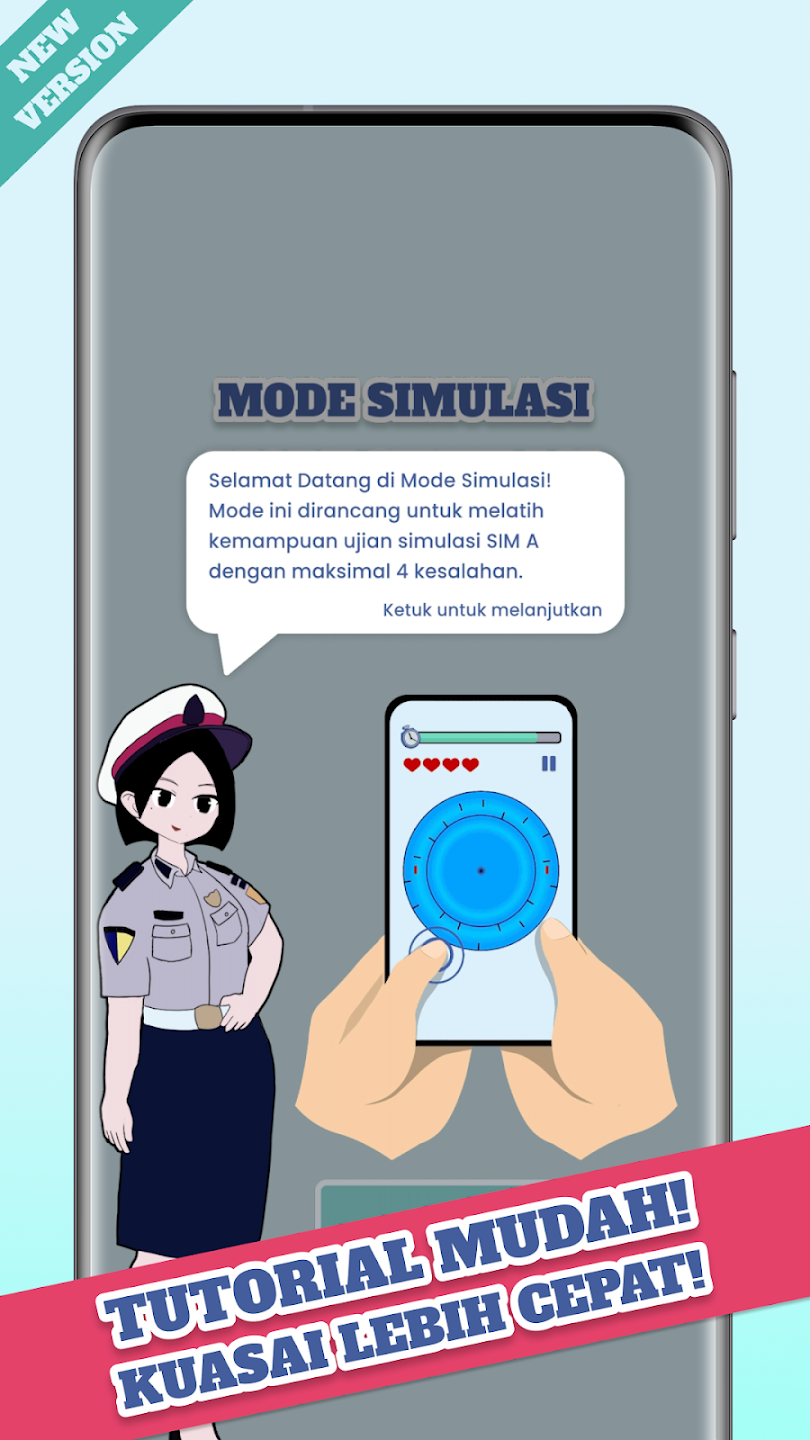 NEW
VERSION
MODE SIMULASI
Selamat Datang di Mode Simulasi!
Mode ini dirancang untuk melatih
kemampuan ujian simulasi SIM A
dengan maksimal 4 kesalahan.
Ketuk untuk melanjutkan
TUTORIAL MUDAH!
KUASAI LEBIH CEPAT!